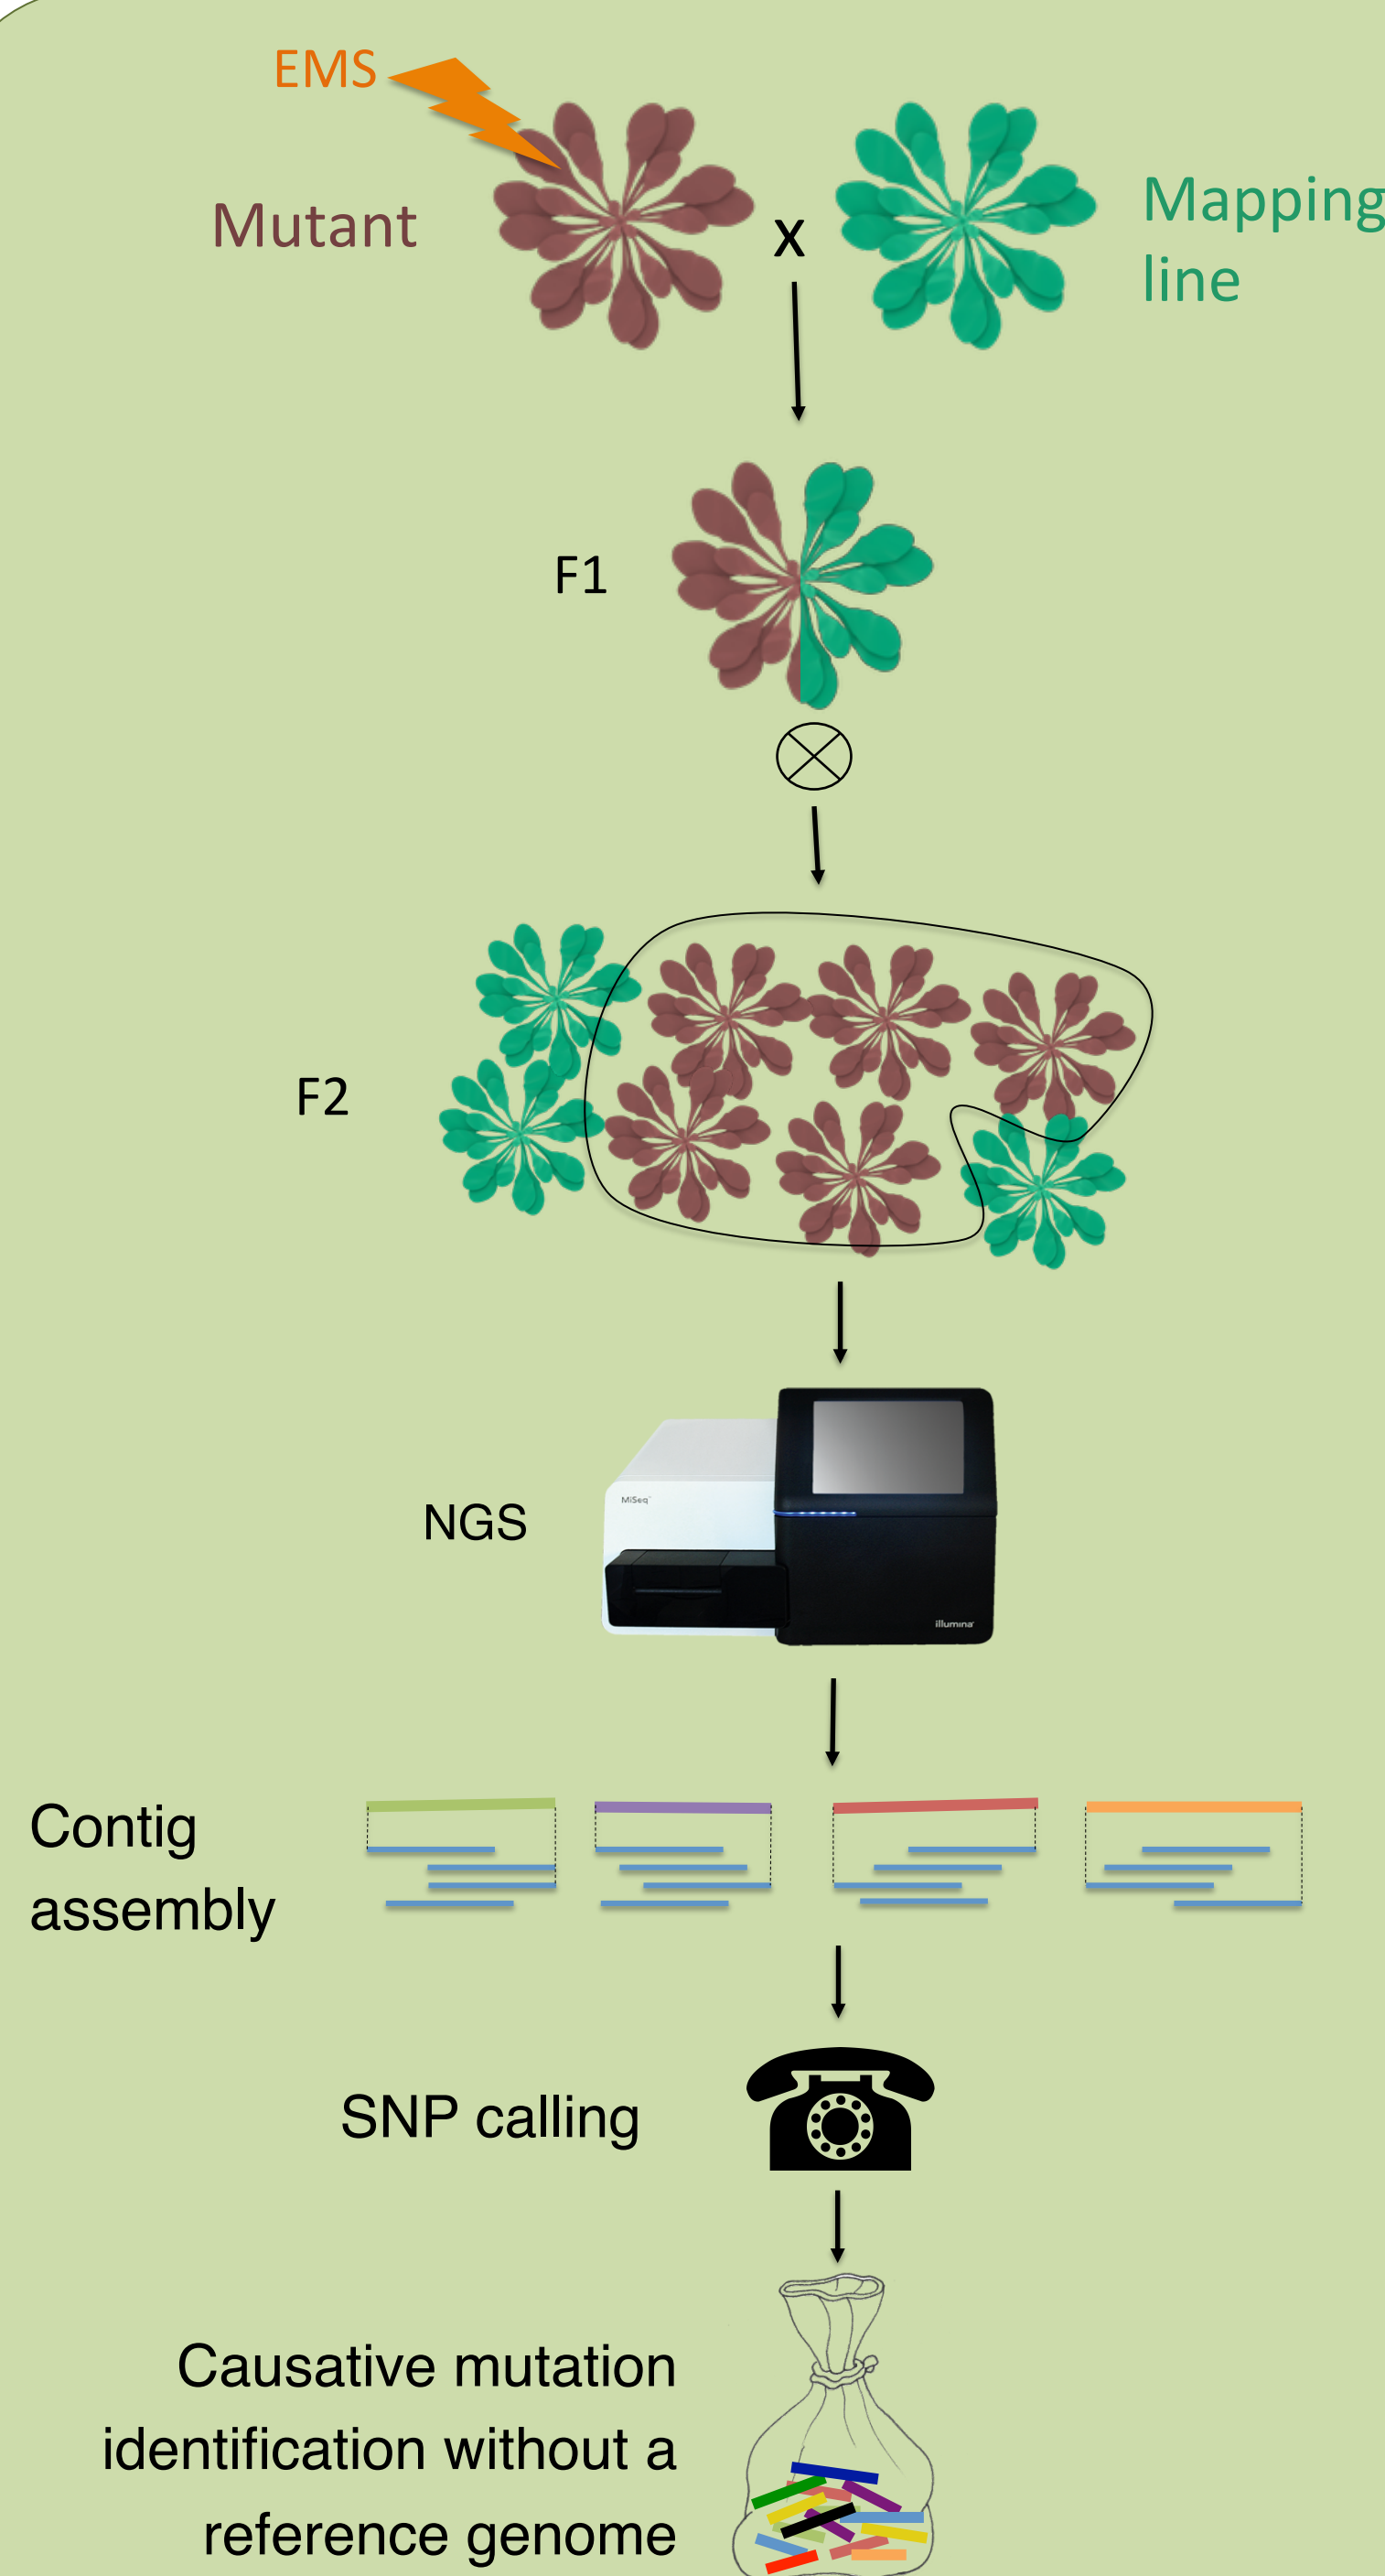 EMS
Mutant
x
Mapping
line
F1
F2
NGS
MiSeq
illumina
Contig
assembly
SNP calling
Causative mutation
identification without a
reference genome